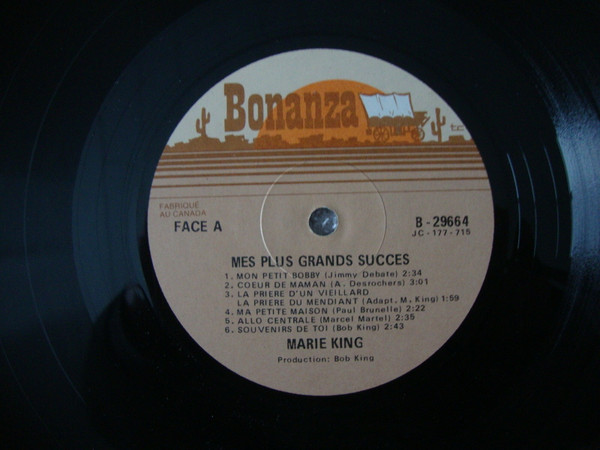 Bonanza
FABRIQUÉ
AU CANADA
FACE A
B-29664
JC-177-715
MES PLUS GRANDS SUCCES
1. MON PETIT BOBBY (Jimmy Debate) 2:34
2. COEUR DE MAMAN (A. Desrochers) 3:01
3. LA PRIERE D'UN VIEILLARD
LA PRIERE DU MENDIANT (Adapt. M. King) 1:59
4. MA PETITE MAISON (Paul Brunelle) 2:22
5. ALLO CENTRALE (Marcel Martel) 2:35
6. SOUVENIRS DE TOI (Bob King) 2:43
MARIE KING
Production: Bob King